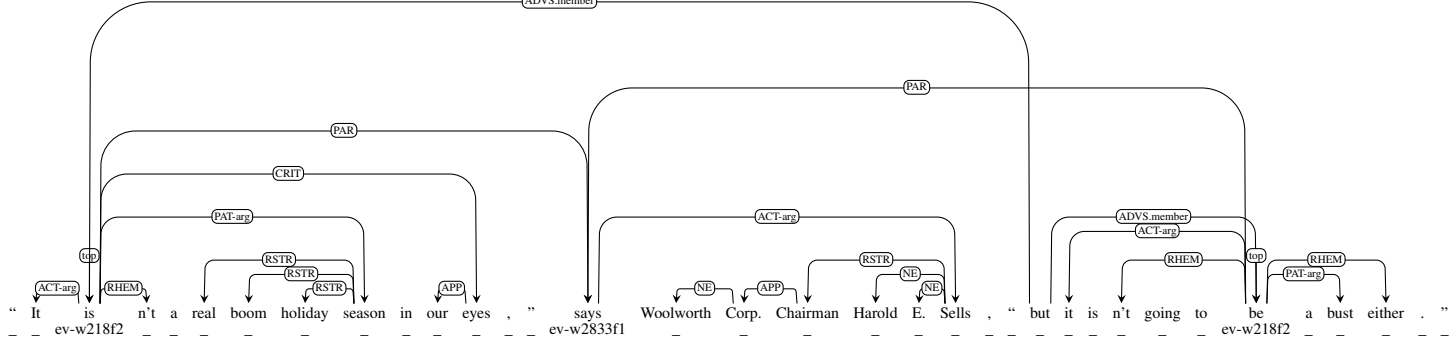 ADVS.member
PAR
PAR
CRIT
PAT-arg ACT-arg ADVS.member
ACT-arg
top RSTR RSTR RHEM top RHEM
RSTR NE PAT-arg
ACT-arg RHEM RSTR APP NE APP NE
“ It is n't a real boom holiday season in our eyes , ” says Woolworth Corp. Chairman Harold E. Sells , “ but it is n't going to be a bust either . ”
_ _ ev-w218f2 _ _ _ _ _ _ _ _ _ _ _ ev-w2833f1 _ _ _ _ _ _ _ _ _ _ _ _ _ _ ev-w218f2 _ _ _ _ _